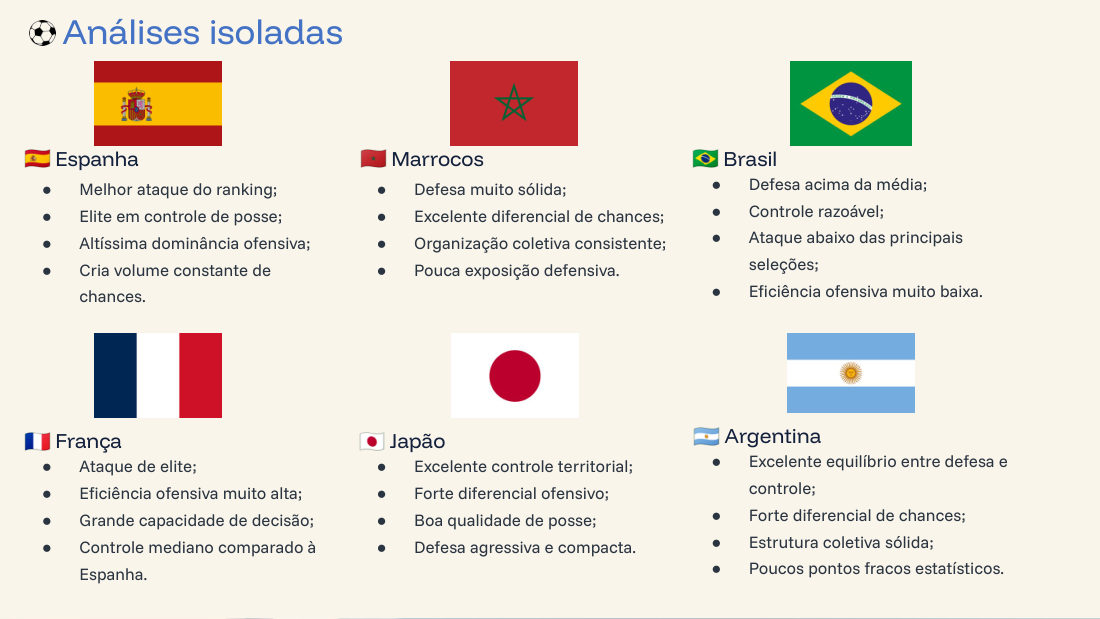 ⚽ Análises isoladas
🇪🇸 Espanha
● Melhor ataque do ranking;
● Elite em controle de posse;
● Altíssima dominância ofensiva;
● Cria volume constante de
chances.
🇲🇦 Marrocos
● Defesa muito sólida;
● Excelente diferencial de chances;
● Organização coletiva consistente;
● Pouca exposição defensiva.
🇧🇷 Brasil
● Defesa acima da média;
● Controle razoável;
● Ataque abaixo das principais
seleções;
● Eficiência ofensiva muito baixa.
🇫🇷 França
● Ataque de elite;
● Eficiência ofensiva muito alta;
● Grande capacidade de decisão;
● Controle mediano comparado à
Espanha.
🇯🇵 Japão
● Excelente controle territorial;
● Forte diferencial ofensivo;
● Boa qualidade de posse;
● Defesa agressiva e compacta.
🇦🇷 Argentina
● Excelente equilíbrio entre defesa e
controle;
● Forte diferencial de chances;
● Estrutura coletiva sólida;
● Poucos pontos fracos estatísticos.